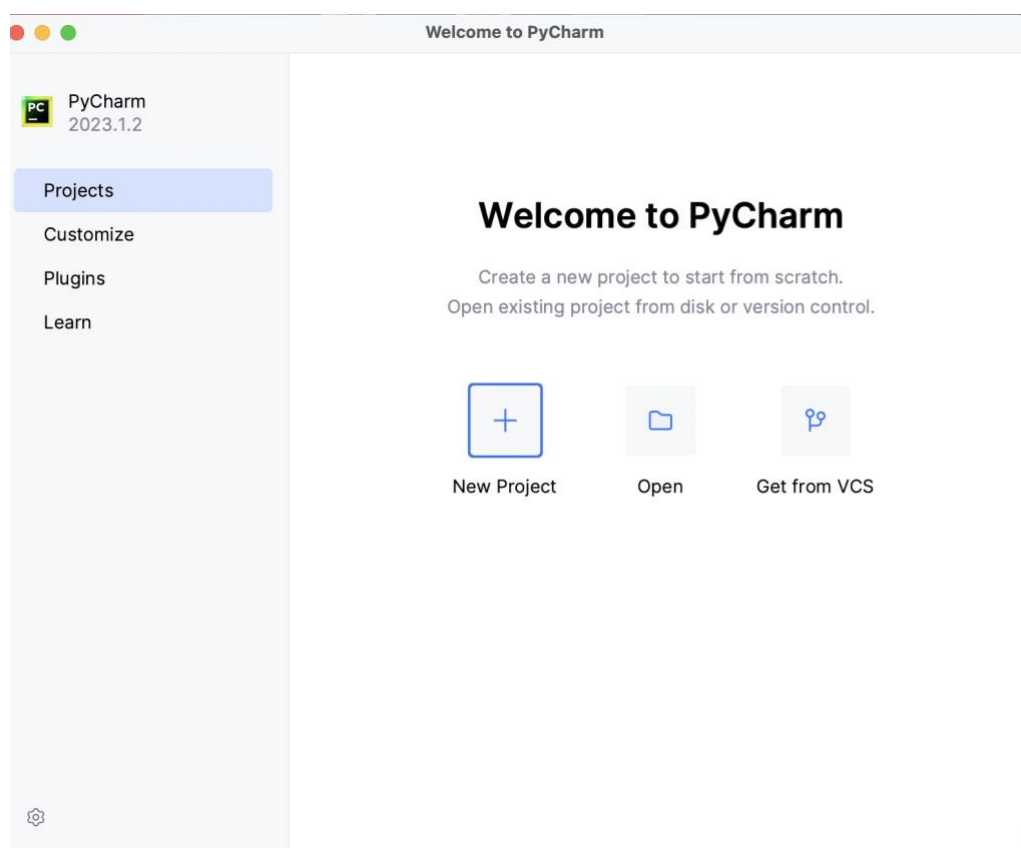 Welcome to PyCharm
PC
PyCharm
2023.1.2
Projects
Customize
Plugins
Learn
Welcome to PyCharm
Create a new project to start from scratch.
Open existing project from disk or version control.
New Project
Open
Get from VCS